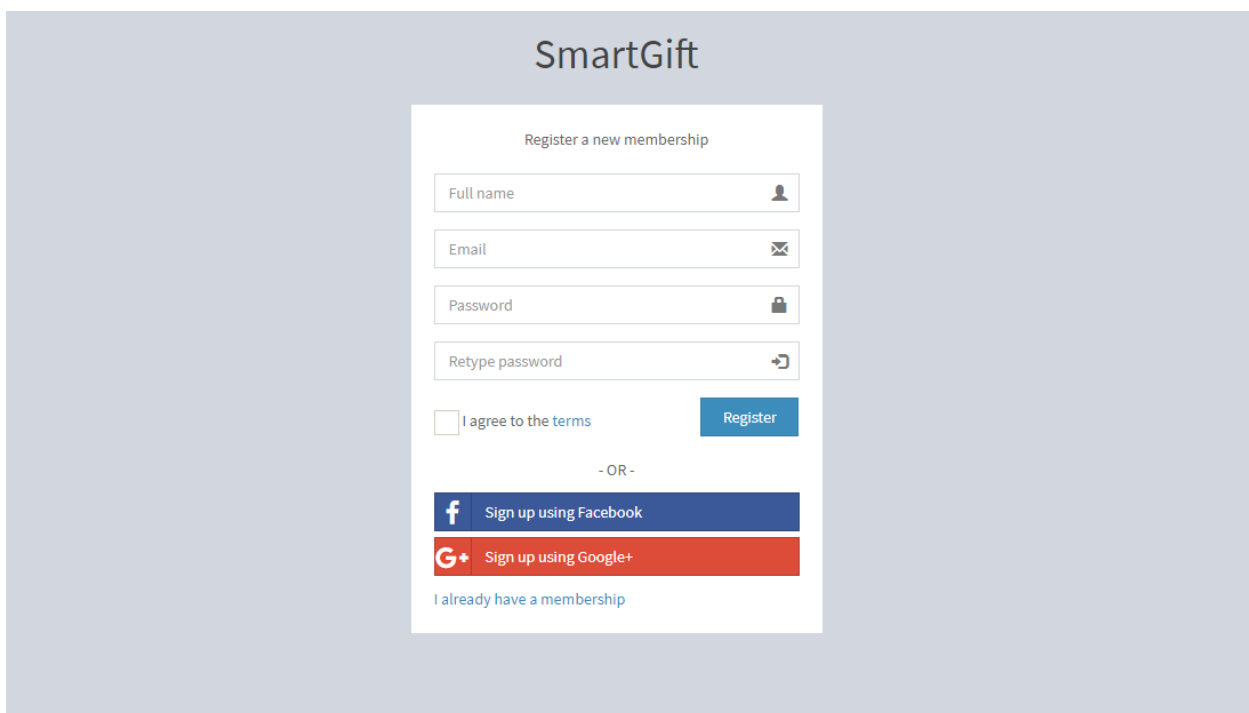 SmartGift
Register a new membership
Full name
Email
Password
Retype password
I agree to the terms
Register
- OR -
f Sign up using Facebook
G+ Sign up using Google+
I already have a membership